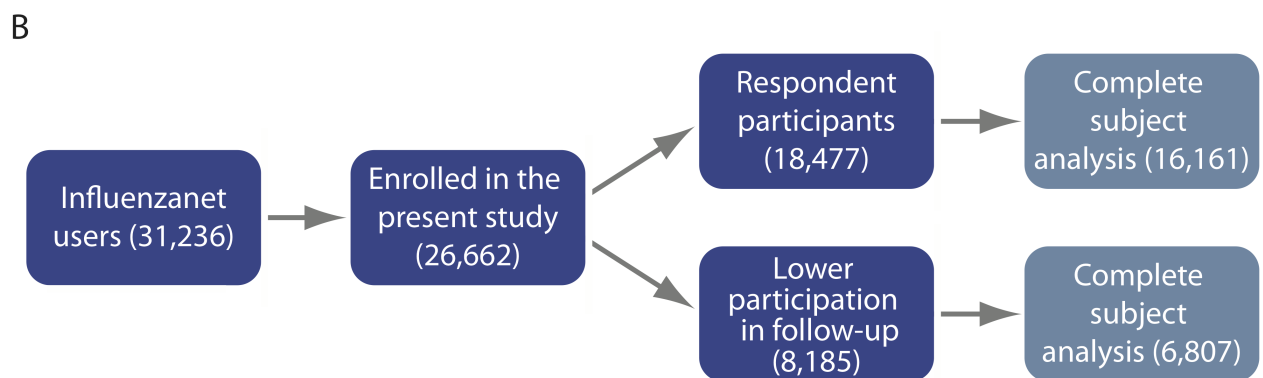 B
Influenzanet
users (31,236)
Enrolled in the
present study
(26,662)
Respondent
participants
(18,477)
Complete
subject
analysis (16,161)
Lower
participation
in follow-up
(8,185)
Complete
subject
analysis (6,807)